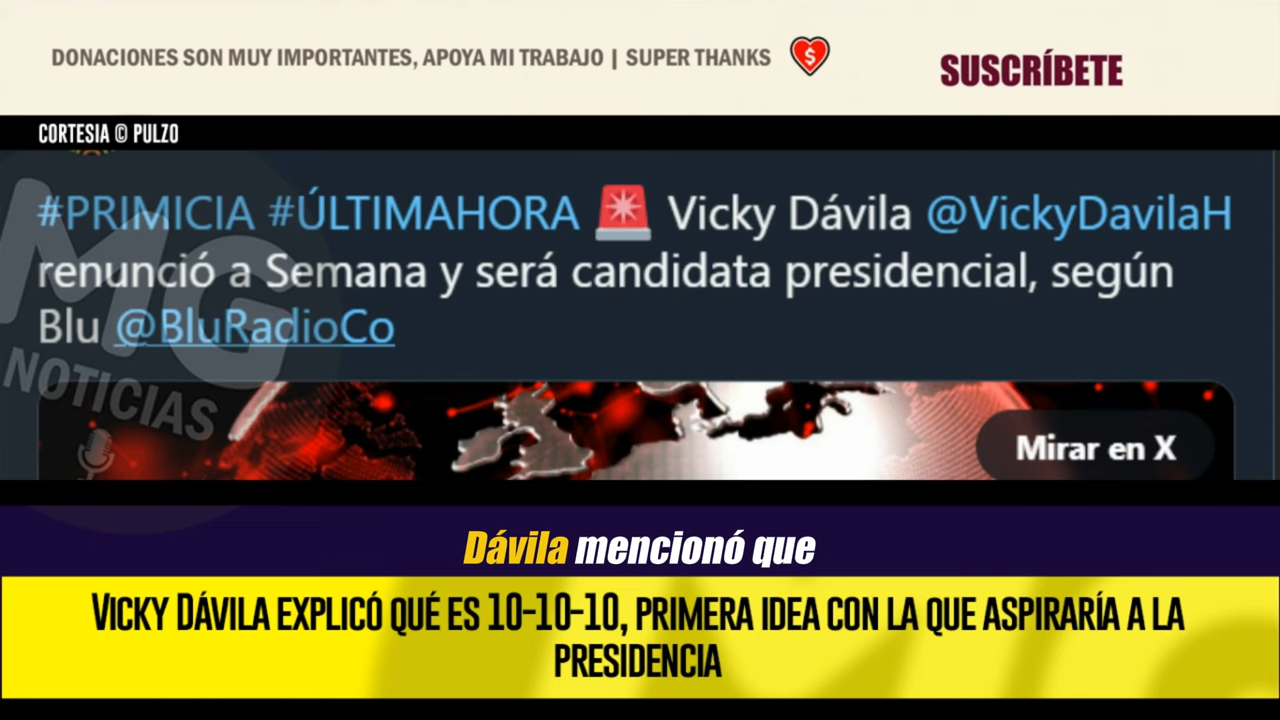 DONACIONES SON MUY IMPORTANTES, APOYA MI TRABAJO | SUPER THANKS
$
SUSCRÍBETE
CORTESIA © PULZO
#PRIMICIA #ÚLTIMAHORA 🚨 Vicky Dávila @VickyDavilaH
renunció a Semana y será candidata presidencial, según
Blu @BluRadioCo
MG
NOTICIAS
Mirar en X
Dávila mencionó que
VICKY DÁVILA EXPLICÓ QUÉ ES 10-10-10, PRIMERA IDEA CON LA QUE ASPIRARÍA A LA
PRESIDENCIA